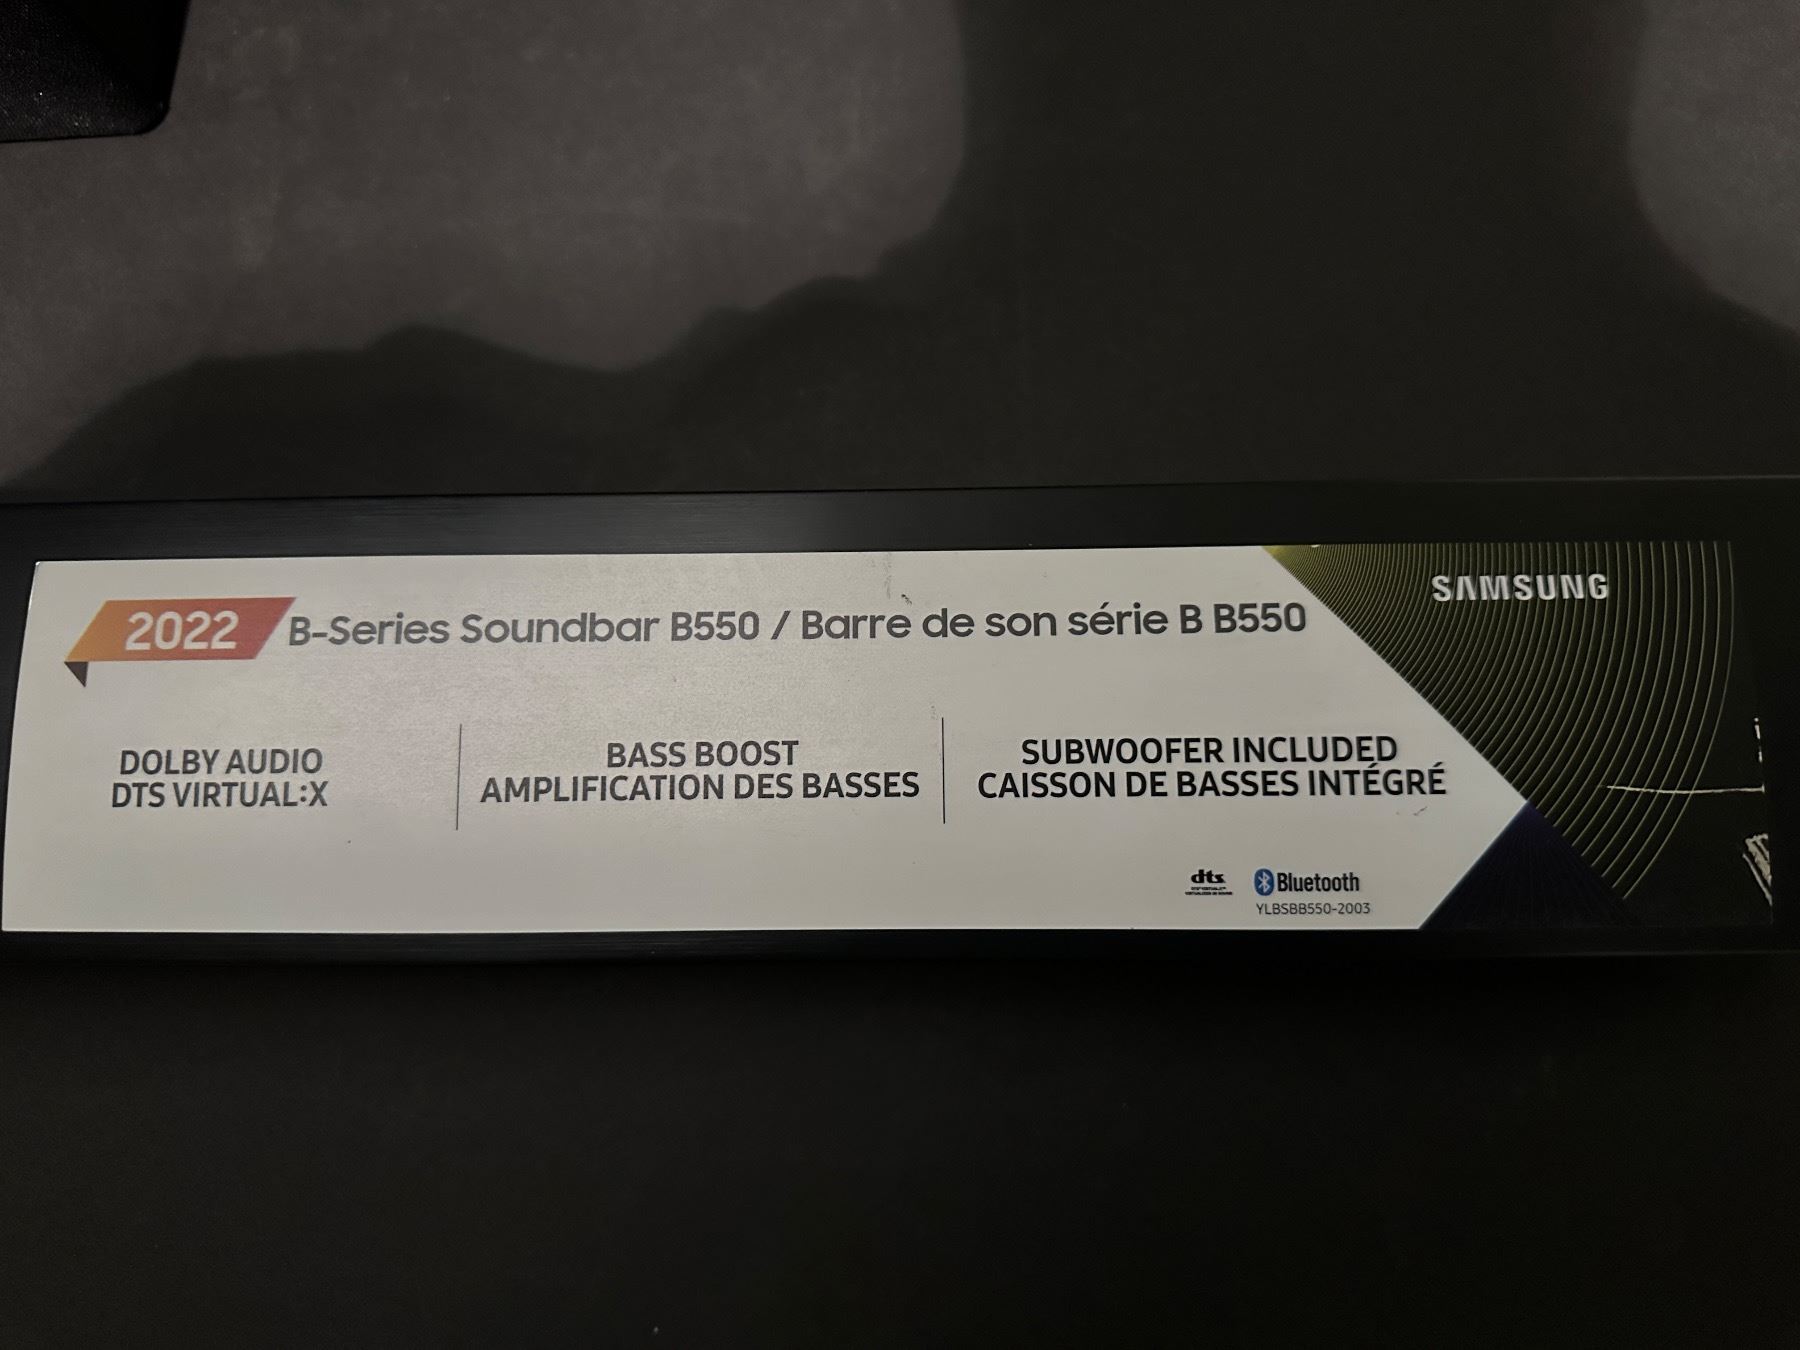 SAMSUNG
2022 B-Series Soundbar B550 / Barre de son série B B550
DOLBY AUDIO
DTS VIRTUAL:X
BASS BOOST
AMPLIFICATION DES BASSES
SUBWOOFER INCLUDED
CAISSON DE BASSES INTÉGRÉ
dts
Bluetooth
YLBSBB550-2003